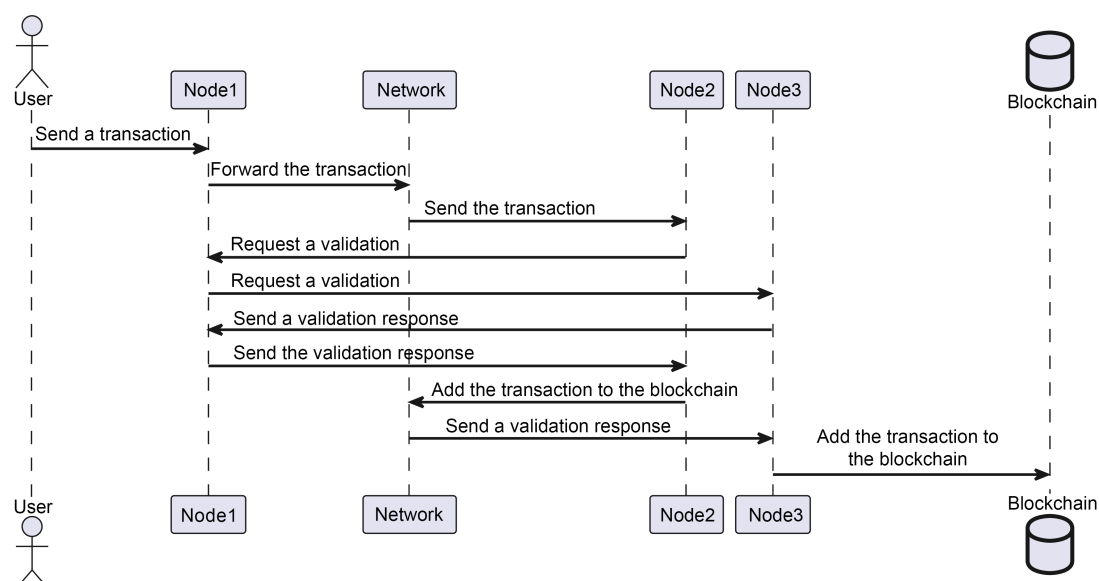 User
Node1
Network
Node2
Node3
Blockchain
Send a transaction
Forward the transaction
Send the transaction
Request a validation
Request a validation
Send a validation response
Send the validation response
Add the transaction to the blockchain
Send a validation response
Add the transaction to
the blockchain
User
Node1
Network
Node2
Node3
Blockchain